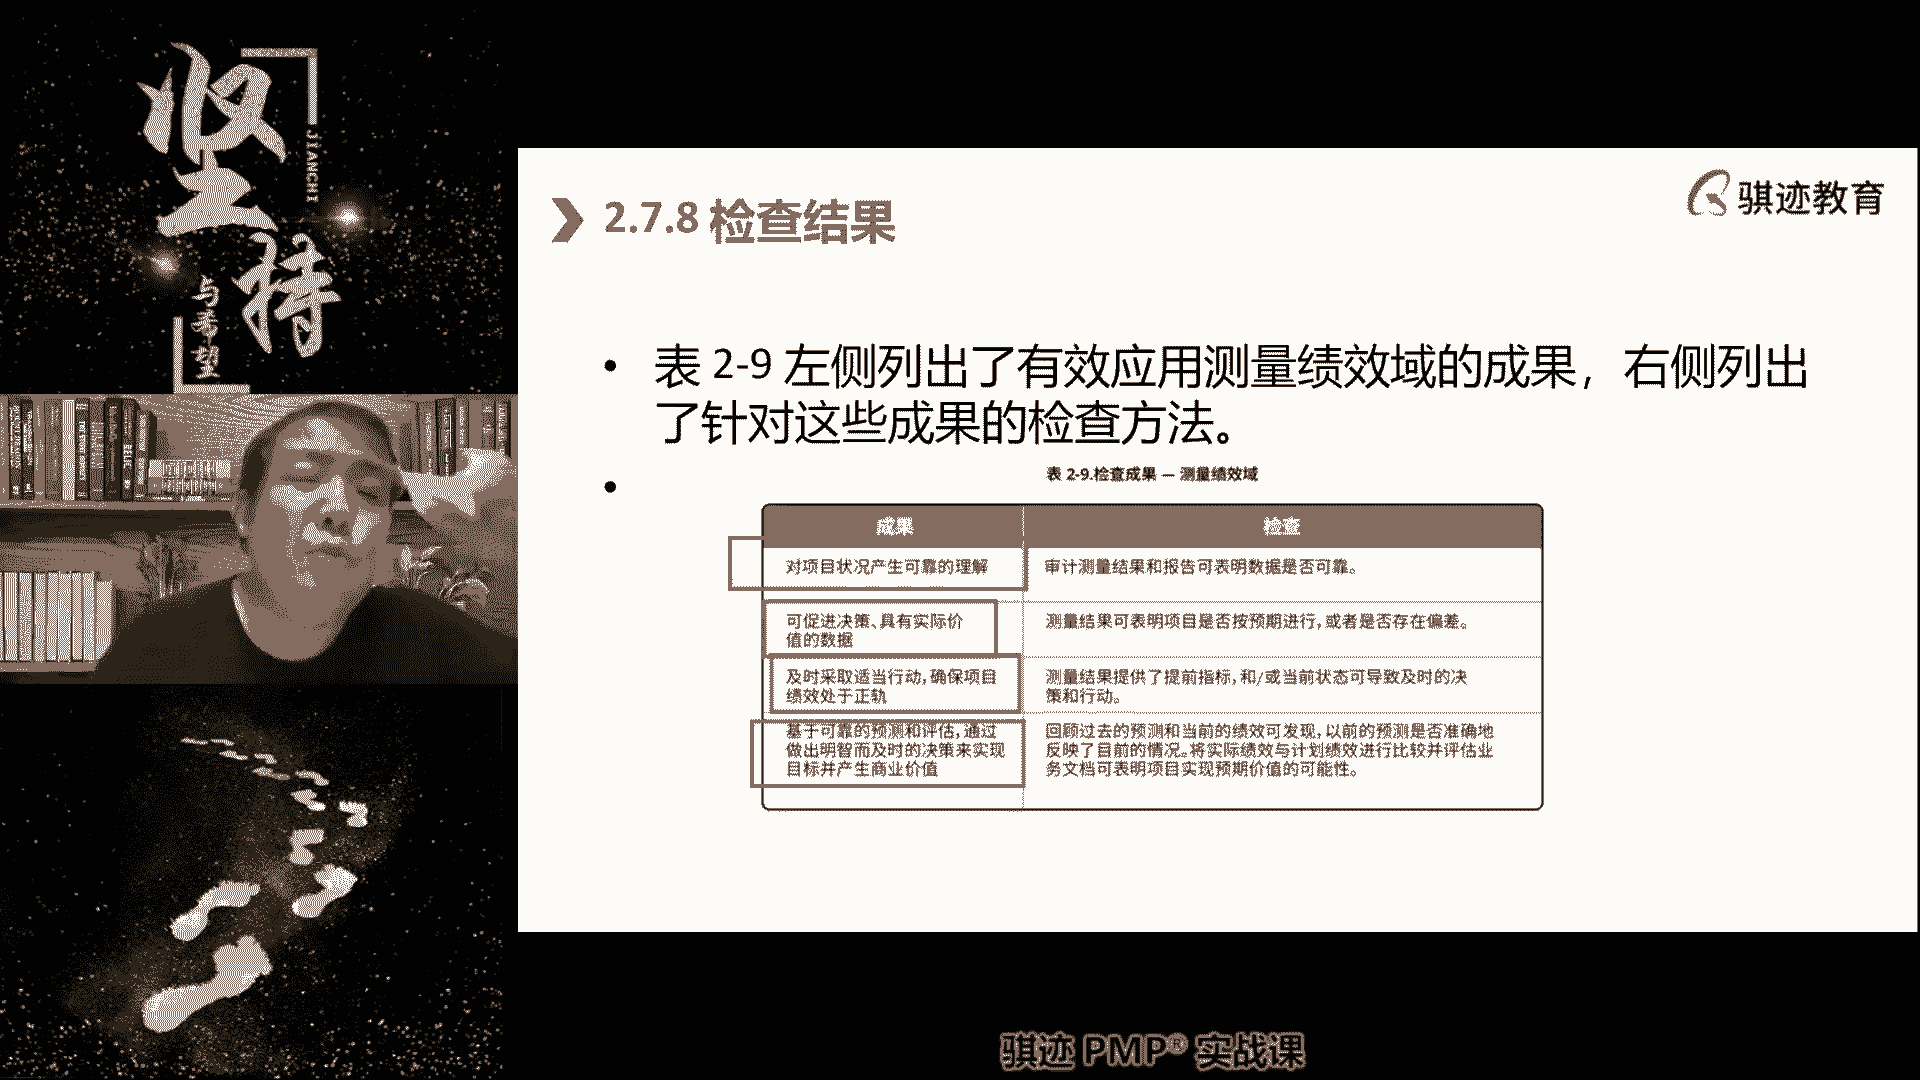 坚持
JIANCHI
与希望
2.7.8 检查结果
骐迹教育
• 表 2-9 左侧列出了有效应用测量绩效域的成果，右侧列出
了针对这些成果的检查方法。
•
表 2-9.检查成果 — 测量绩效域
成果 检查
对项目状况产生可靠的理解
审计测量结果和报告可表明数据是否可靠。
可促进决策、具有实际价
值的数据
测量结果可表明项目是否按预期进行，或者是否存在偏差。
及时采取适当行动，确保项目
绩效处于正轨
测量结果提供了提前指标，和/或当前状态可导致及时的决
策和行动。
基于可靠的预测和评估，通过
做出明智而及时的决策来实现
目标并产生商业价值
回顾过去的预测和当前的绩效可发现，以前的预测是否准确地
反映了目前的情况。将实际绩效与计划绩效进行比较并评估业
务文档可表明项目实现预期价值的可能性。
骐迹 PMP® 实战课